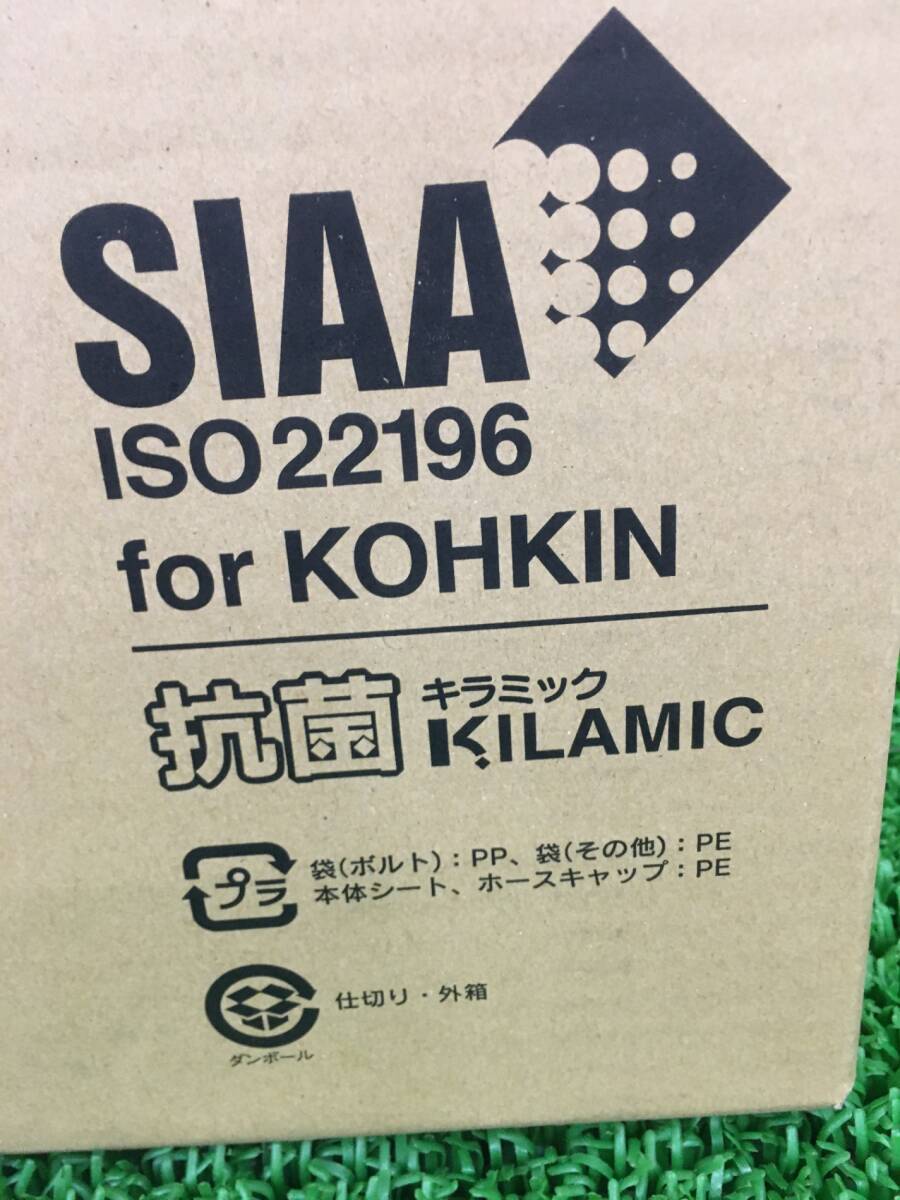 SIAA
ISO 22196
for KOHKIN
抗菌 キラミック
KILAMIC
プラ 袋(ボルト):PP、袋(その他):PE
本体シート、ホースキャップ:PE
仕切り・外箱
ダンボール